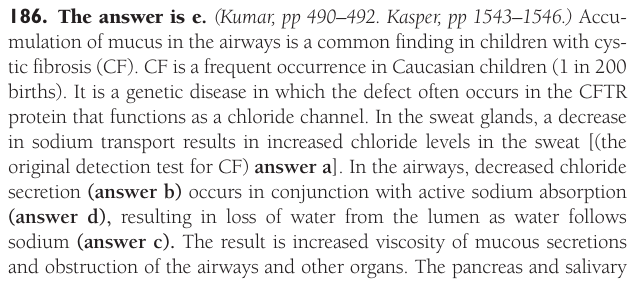 186. The answer is e. (Kumar, pp 490–492. Kasper, pp 1543–1546.) Accu-
mulation of mucus in the airways is a common finding in children with cys-
tic fibrosis (CF). CF is a frequent occurrence in Caucasian children (1 in 200
births). It is a genetic disease in which the defect often occurs in the CFTR
protein that functions as a chloride channel. In the sweat glands, a decrease
in sodium transport results in increased chloride levels in the sweat [(the
original detection test for CF) answer a]. In the airways, decreased chloride
secretion (answer b) occurs in conjunction with active sodium absorption
(answer d), resulting in loss of water from the lumen as water follows
sodium (answer c). The result is increased viscosity of mucous secretions
and obstruction of the airways and other organs. The pancreas and salivary